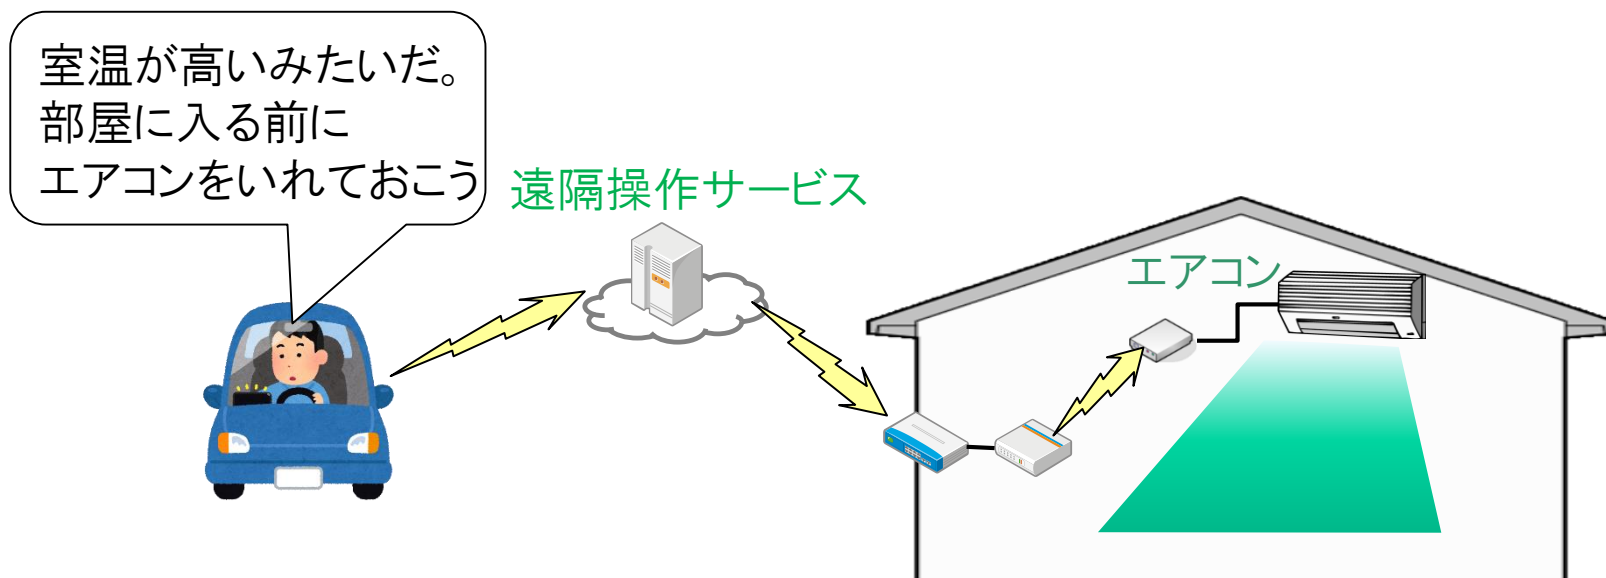 室温が高いみたいだ。
部屋に入る前に
エアコンをいれておこう
遠隔操作サービス
エアコン